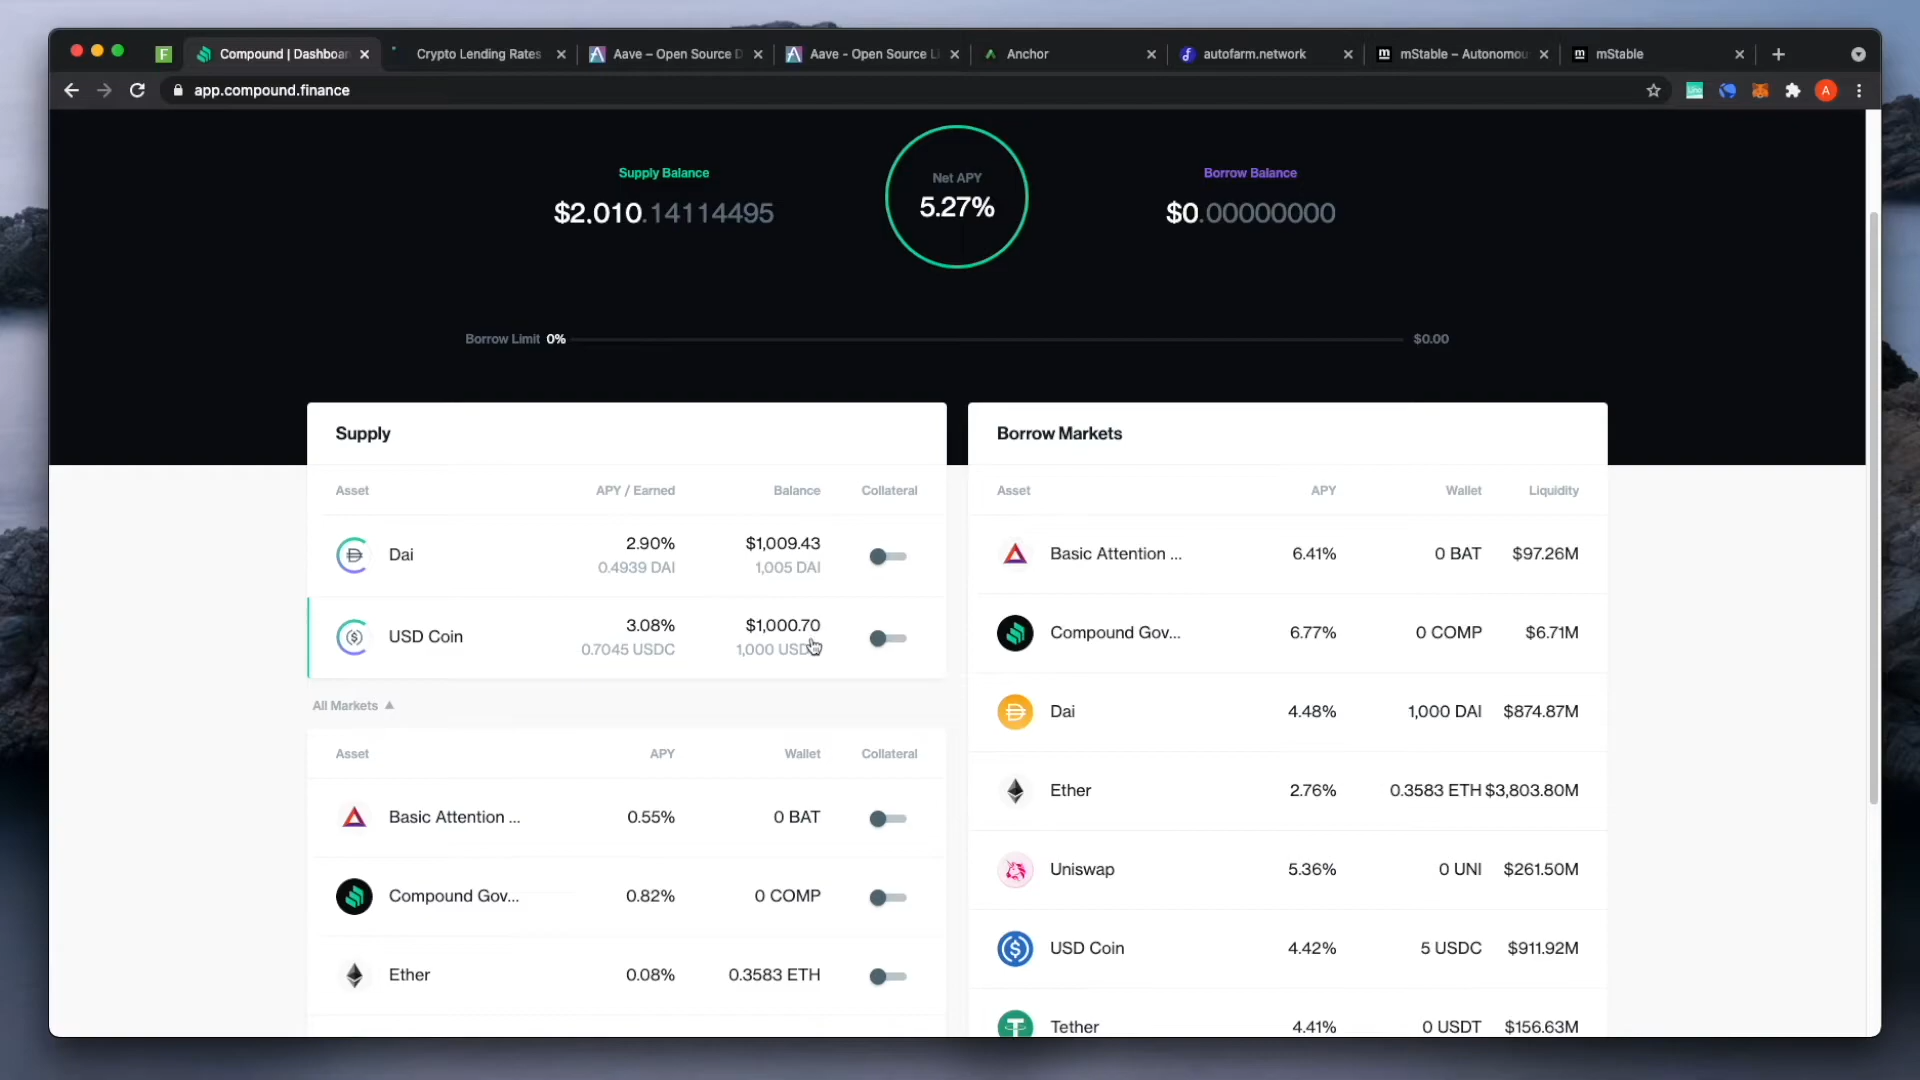 Compound | Dashboar
Crypto Lending Rates
Aave – Open Source D
Aave - Open Source Li
Anchor
autofarm.network
mStable – Autonomou
mStable
app.compound.finance
A
Supply Balance
$2,010.14114495
Net APY
5.27%
Borrow Balance
$0.00000000
Borrow Limit 0%
$0.00
Supply
Asset APY / Earned Balance Collateral
Dai 2.90% $1,009.43
0.4939 DAI 1,005 DAI
USD Coin 3.08% $1,000.70
0.7045 USDC 1,000
All Markets
Asset APY Wallet Collateral
Basic Attention ... 0.55% 0 BAT
Compound Gov... 0.82% 0 COMP
Ether 0.08% 0.3583 ETH
Borrow Markets
Asset APY Wallet Liquidity
Basic Attention ... 6.41% 0 BAT $97.26M
Compound Gov... 6.77% 0 COMP $6.71M
Dai 4.48% 1,000 DAI $874.87M
Ether 2.76% 0.3583 ETH $3,803.80M
Uniswap 5.36% 0 UNI $261.50M
USD Coin 4.42% 5 USDC $911.92M
Tether 4.41% 0 USDT $156.63M